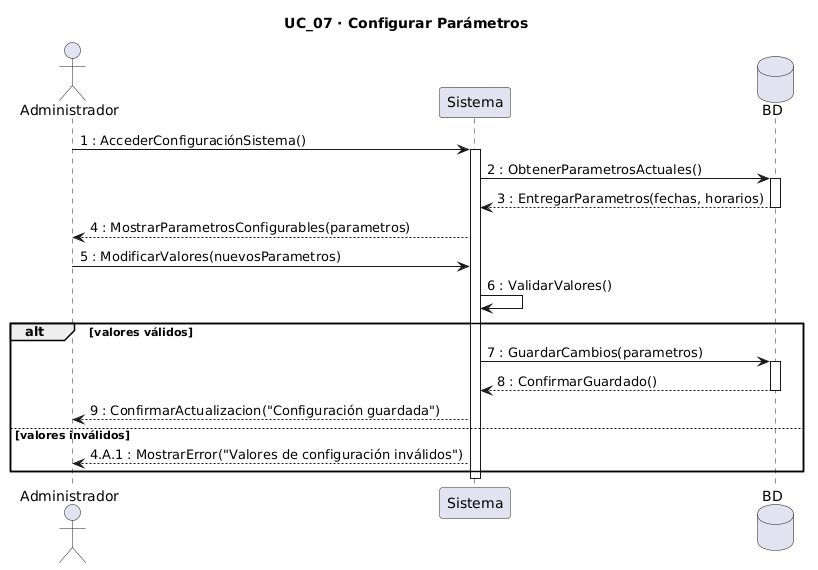 UC_07 · Configurar Parámetros
Administrador
Sistema
BD
1 : AccederConfiguraciónSistema()
2 : ObtenerParametrosActuales()
3 : EntregarParametros(fechas, horarios)
4 : MostrarParametrosConfigurables(parametros)
5 : ModificarValores(nuevosParametros)
6 : ValidarValores()
alt [valores válidos]
7 : GuardarCambios(parametros)
8 : ConfirmarGuardado()
9 : ConfirmarActualizacion("Configuración guardada")
[valores inválidos]
4.A.1 : MostrarError("Valores de configuración inválidos")
Administrador
Sistema
BD